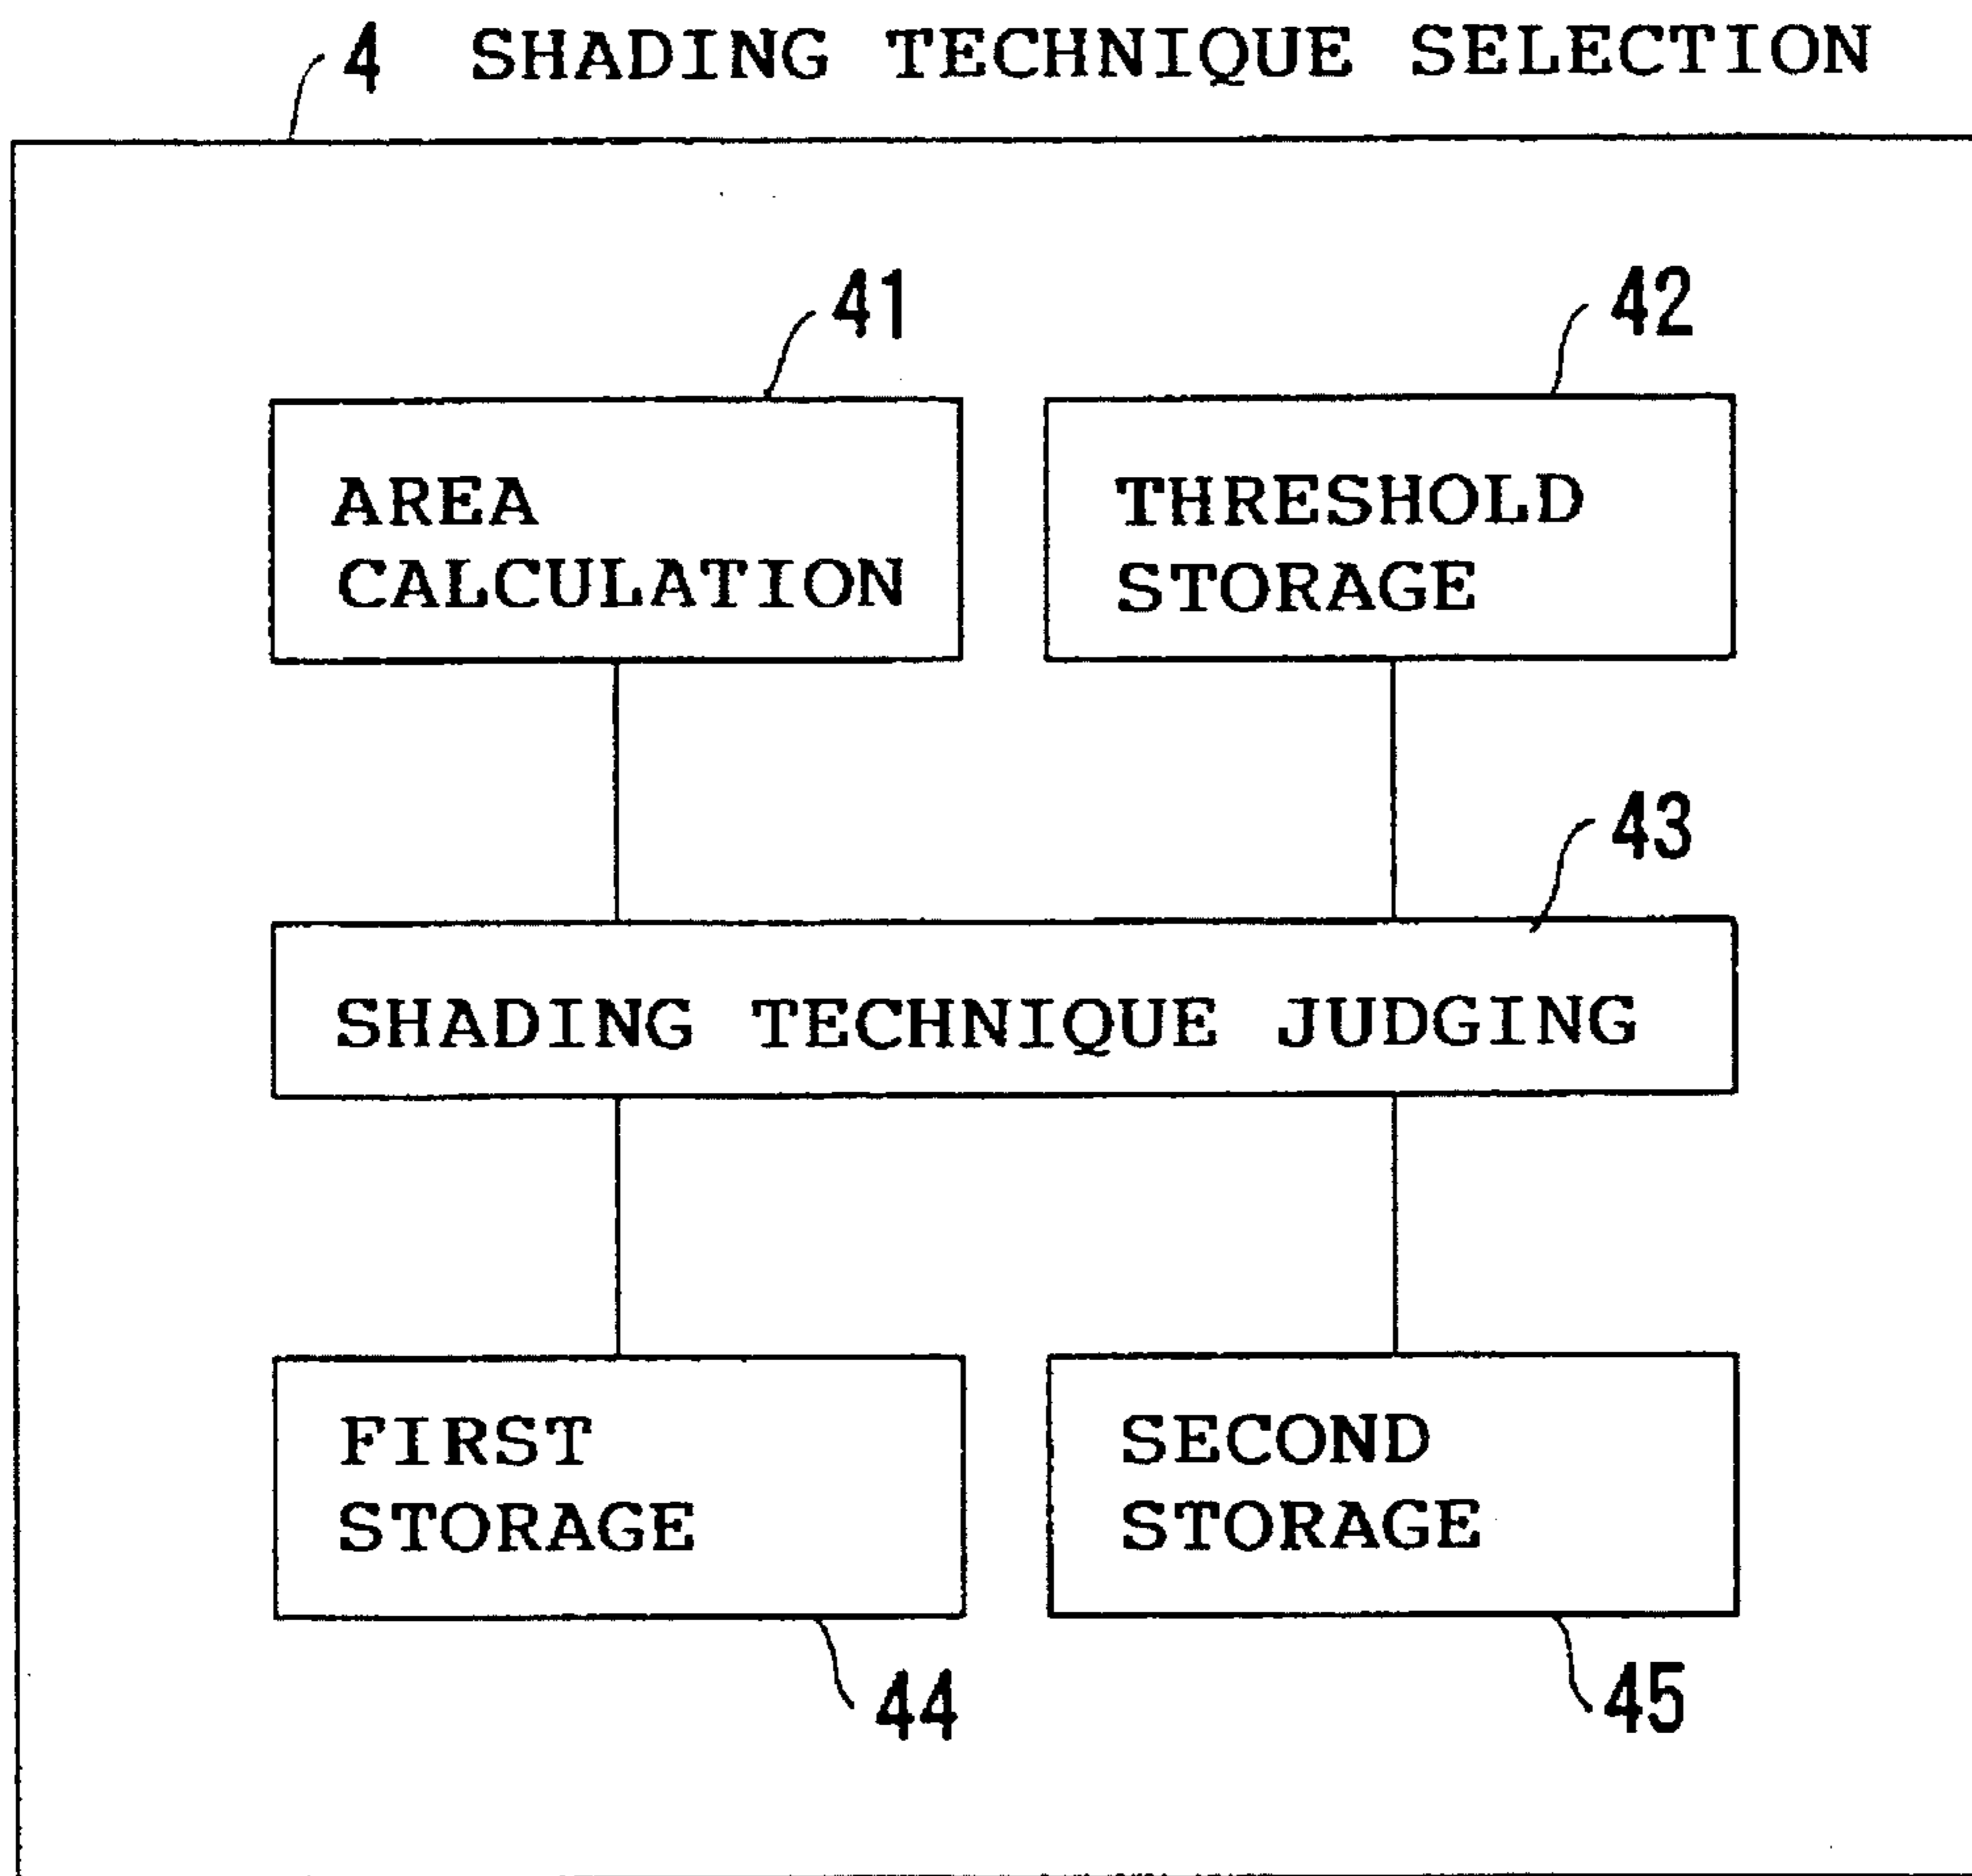 4 SHADING TECHNIQUE SELECTION
41
42
AREA
CALCULATION
THRESHOLD
STORAGE
43
SHADING TECHNIQUE JUDGING
FIRST
STORAGE
SECOND
STORAGE
44
45